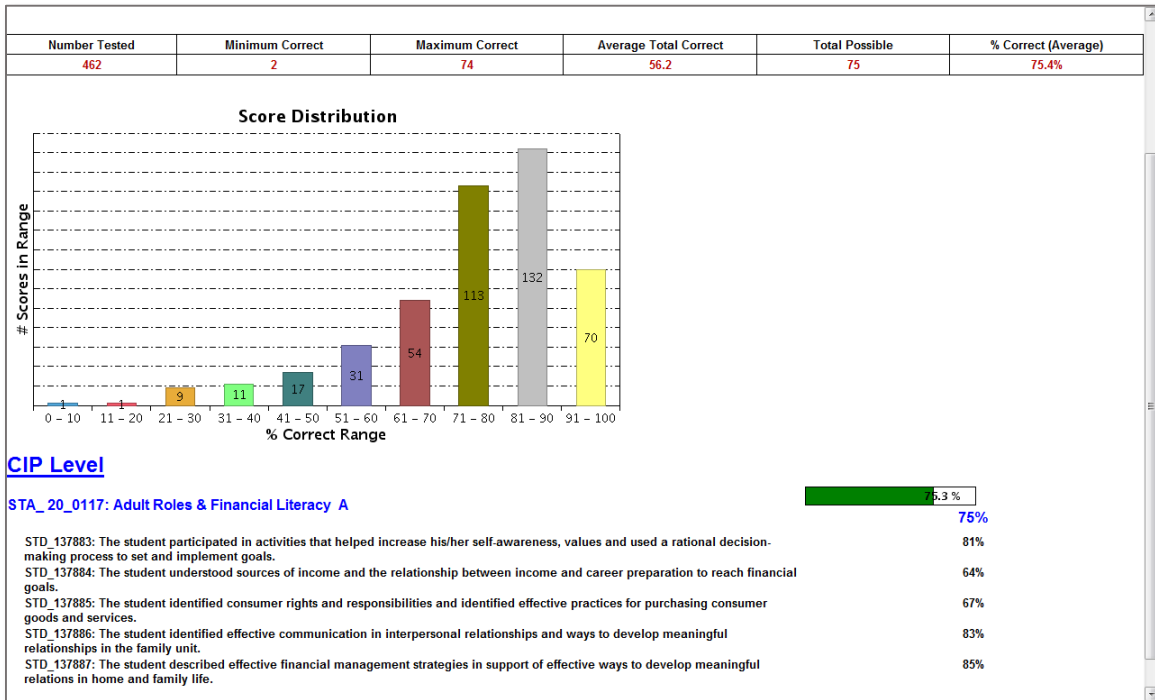 Number Tested Minimum Correct Maximum Correct Average Total Correct Total Possible % Correct (Average)
462 2 74 56.2 75 75.4%
Score Distribution
# Scores in Range
1 1 9 11 17 31 54 113 132 70
0 – 10 11 – 20 21 – 30 31 – 40 41 – 50 51 – 60 61 – 70 71 – 80 81 – 90 91 – 100
% Correct Range
CIP Level
STA_ 20_0117: Adult Roles & Financial Literacy A 75.3 %
75%
STD_137883: The student participated in activities that helped increase his/her self-awareness, values and used a rational decision- 81%
making process to set and implement goals.
STD_137884: The student understood sources of income and the relationship between income and career preparation to reach financial 64%
goals.
STD_137885: The student identified consumer rights and responsibilities and identified effective practices for purchasing consumer 67%
goods and services.
STD_137886: The student identified effective communication in interpersonal relationships and ways to develop meaningful 83%
relationships in the family unit.
STD_137887: The student described effective financial management strategies in support of effective ways to develop meaningful 85%
relations in home and family life.